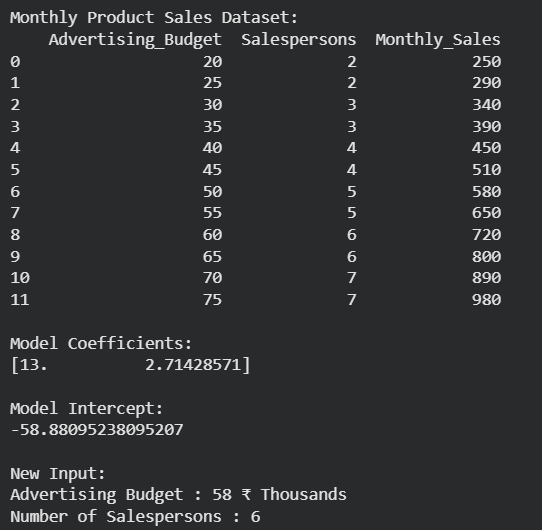 Monthly Product Sales Dataset:
    Advertising_Budget  Salespersons  Monthly_Sales
0                   20             2            250
1                   25             2            290
2                   30             3            340
3                   35             3            390
4                   40             4            450
5                   45             4            510
6                   50             5            580
7                   55             5            650
8                   60             6            720
9                   65             6            800
10                  70             7            890
11                  75             7            980
Model Coefficients:
[13.          2.71428571]
Model Intercept:
-58.88095238095207
New Input:
Advertising Budget : 58 ₹ Thousands
Number of Salespersons : 6